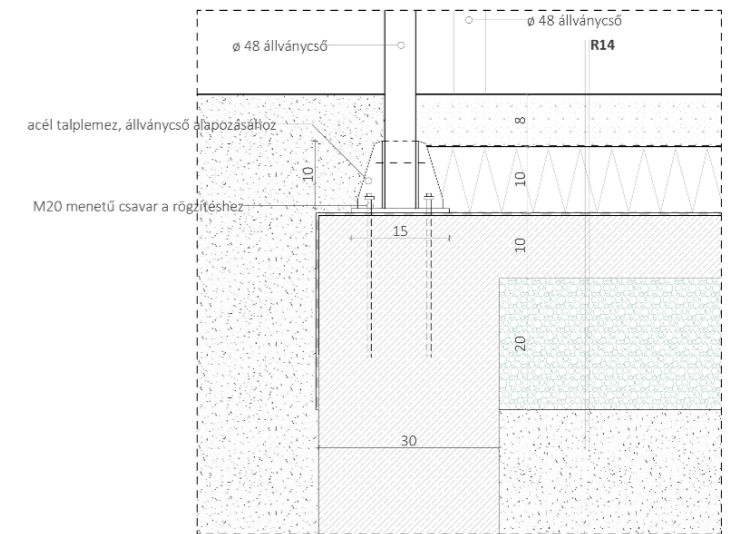 ø 48 állványcső
ø 48 állványcső
R14
8
acél talplemez, állványcső alapozásához
10
10
M20 menetű csavar a rögzítéshez
15
10
20
30